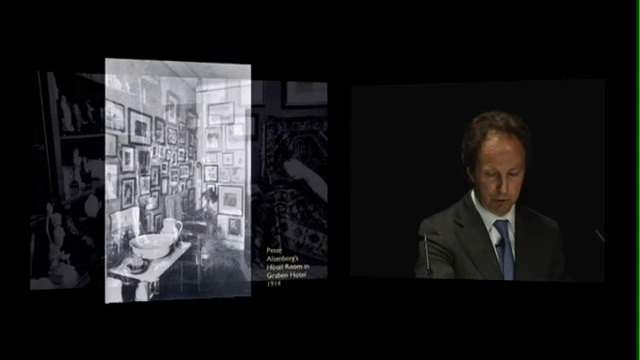 Peter
Altenberg's
Hotel Room in
Graben Hotel
1914